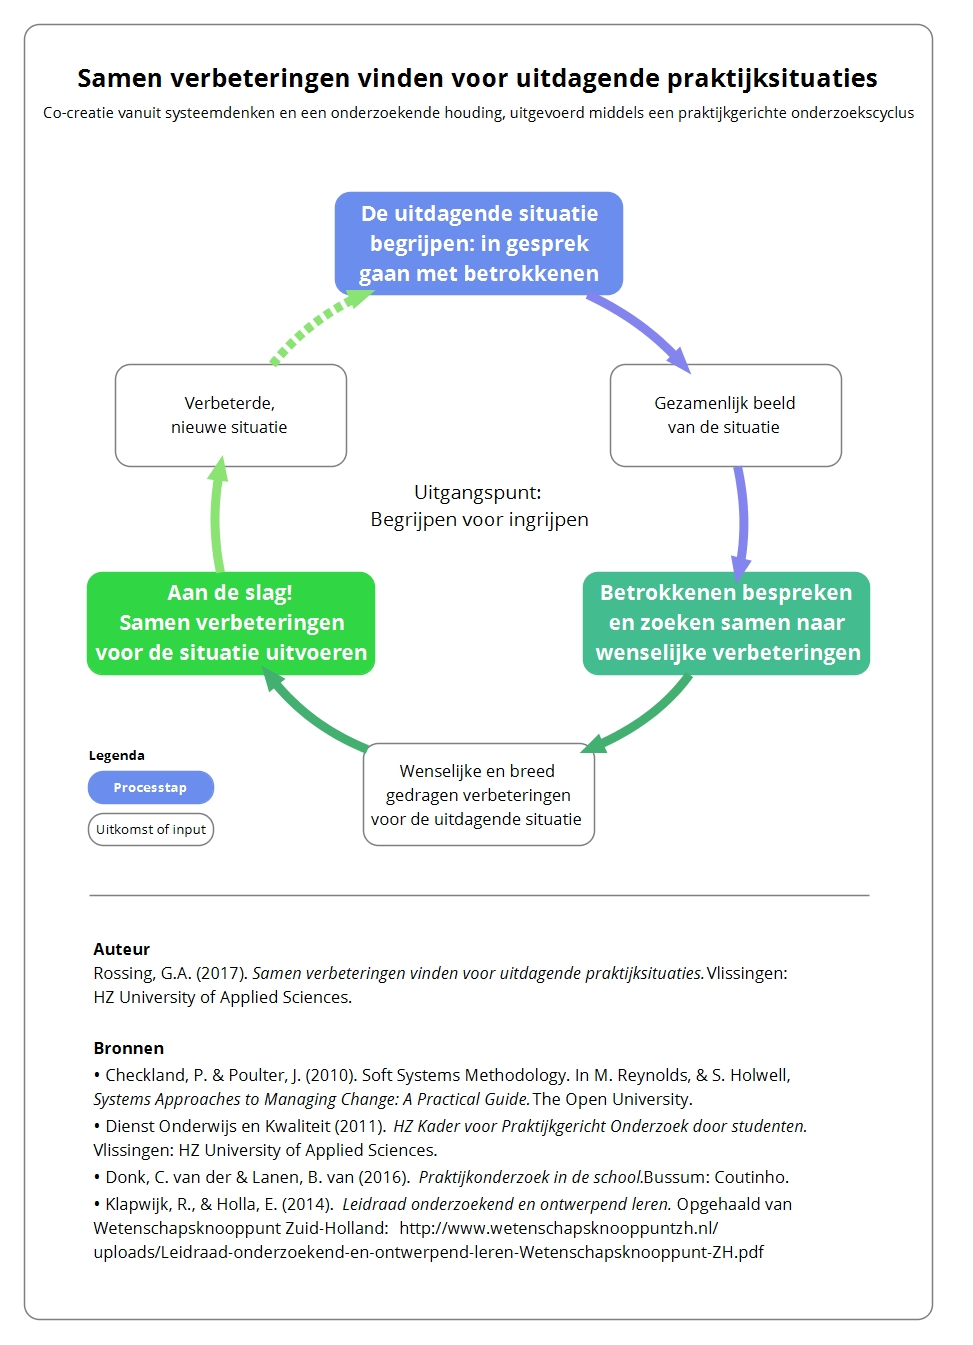 Samen verbeteringen vinden voor uitdagende praktijksituaties
Co-creatie vanuit systeemdenken en een onderzoekende houding, uitgevoerd middels een praktijkgerichte onderzoekscyclus
De uitdagende situatie
begrijpen: in gesprek
gaan met betrokkenen
Verbeterde,
nieuwe situatie
Gezamenlijk beeld
van de situatie
Uitgangspunt:
Begrijpen voor ingrijpen
Aan de slag!
Samen verbeteringen
voor de situatie uitvoeren
Betrokkenen bespreken
en zoeken samen naar
wenselijke verbeteringen
Wenselijke en breed
gedragen verbeteringen
voor de uitdagende situatie
Legenda
Processtap
Uitkomst of input
Auteur
Rossing, G.A. (2017). Samen verbeteringen vinden voor uitdagende praktijksituaties. Vlissingen:
HZ University of Applied Sciences.
Bronnen
• Checkland, P. & Poulter, J. (2010). Soft Systems Methodology. In M. Reynolds, & S. Holwell,
Systems Approaches to Managing Change: A Practical Guide. The Open University.
• Dienst Onderwijs en Kwaliteit (2011). HZ Kader voor Praktijkgericht Onderzoek door studenten.
Vlissingen: HZ University of Applied Sciences.
• Donk, C. van der & Lanen, B. van (2016). Praktijkonderzoek in de school. Bussum: Coutinho.
• Klapwijk, R., & Holla, E. (2014). Leidraad onderzoekend en ontwerpend leren. Opgehaald van
Wetenschapsknooppunt Zuid-Holland: http://www.wetenschapsknooppuntzh.nl/
uploads/Leidraad-onderzoekend-en-ontwerpend-leren-Wetenschapsknooppunt-ZH.pdf